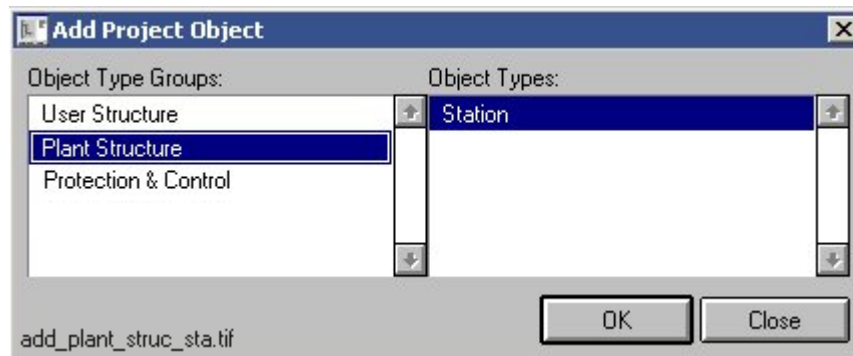 Add Project Object
Object Type Groups:
Object Types:
User Structure
Plant Structure
Protection & Control
Station
OK
Close
add_plant_struc_sta.tif